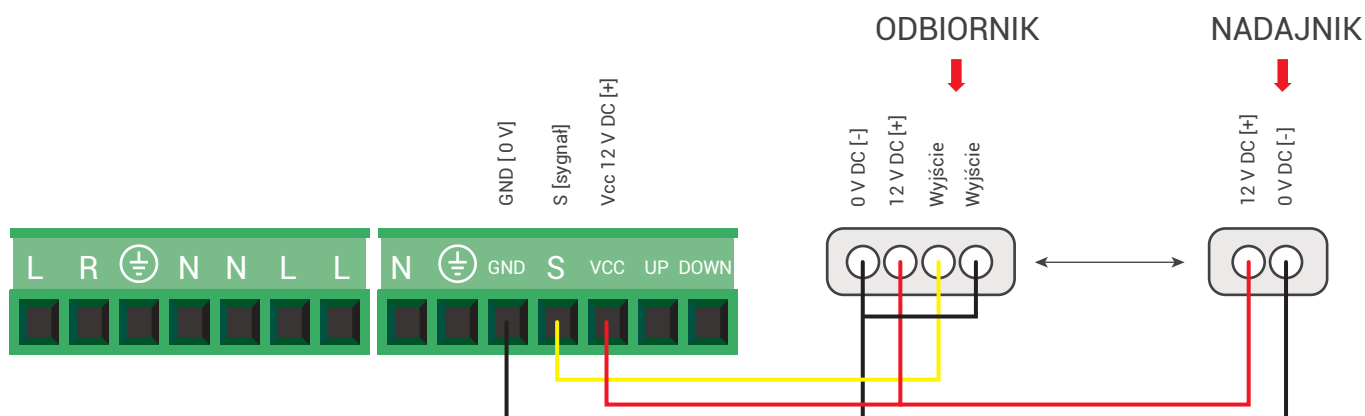 ODBIORNIK
NADAJNIK
GND [ 0 V]
S [sygnał]
Vcc 12 V DC [+]
0 V DC [-]
12 V DC [+]
Wyjście
Wyjście
12 V DC [+]
0 V DC [-]
L R N N L L
N GND S VCC UP DOWN